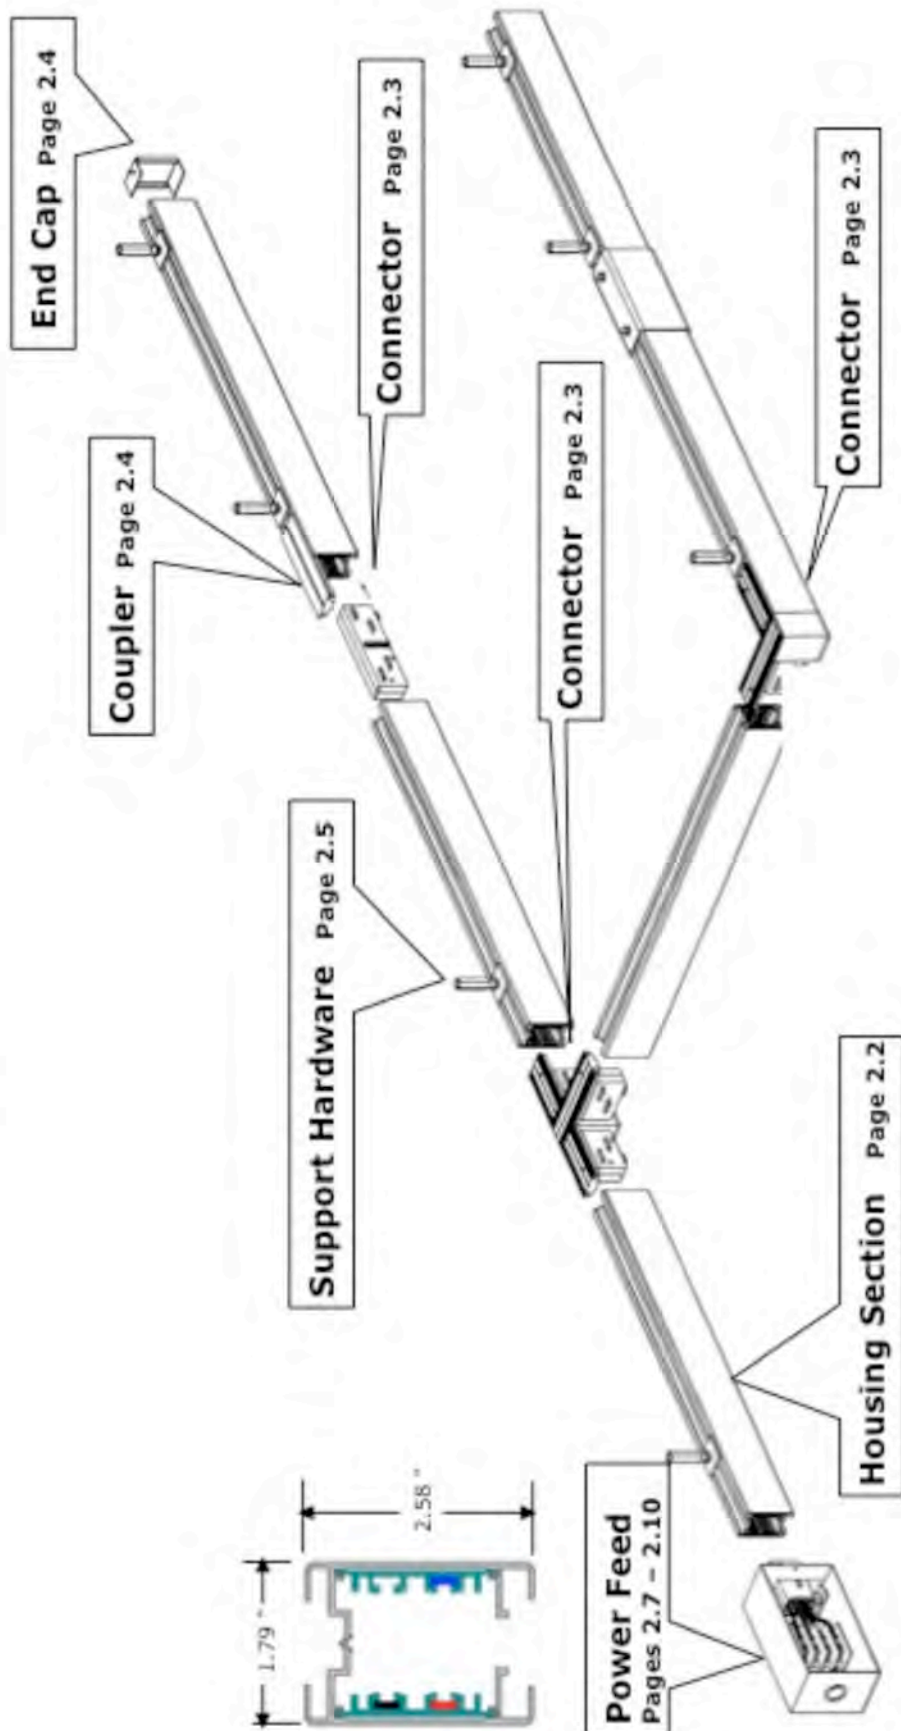 End Cap Page 2.4
Connector Page 2.3
Coupler Page 2.4
Connector Page 2.3
Connector Page 2.3
Support Hardware Page 2.5
Housing Section Page 2.2
Power Feed
Pages 2.7 – 2.10
1.79 "
2.58 "